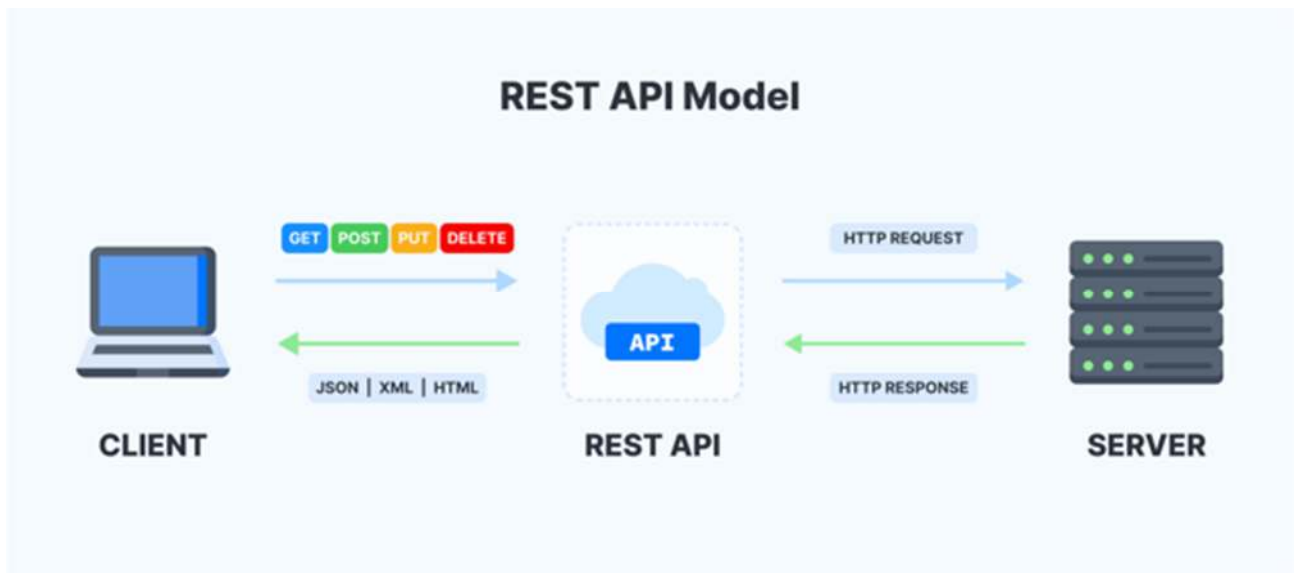 REST API Model
GET POST PUT DELETE
HTTP REQUEST
API
JSON | XML | HTML
HTTP RESPONSE
CLIENT
REST API
SERVER